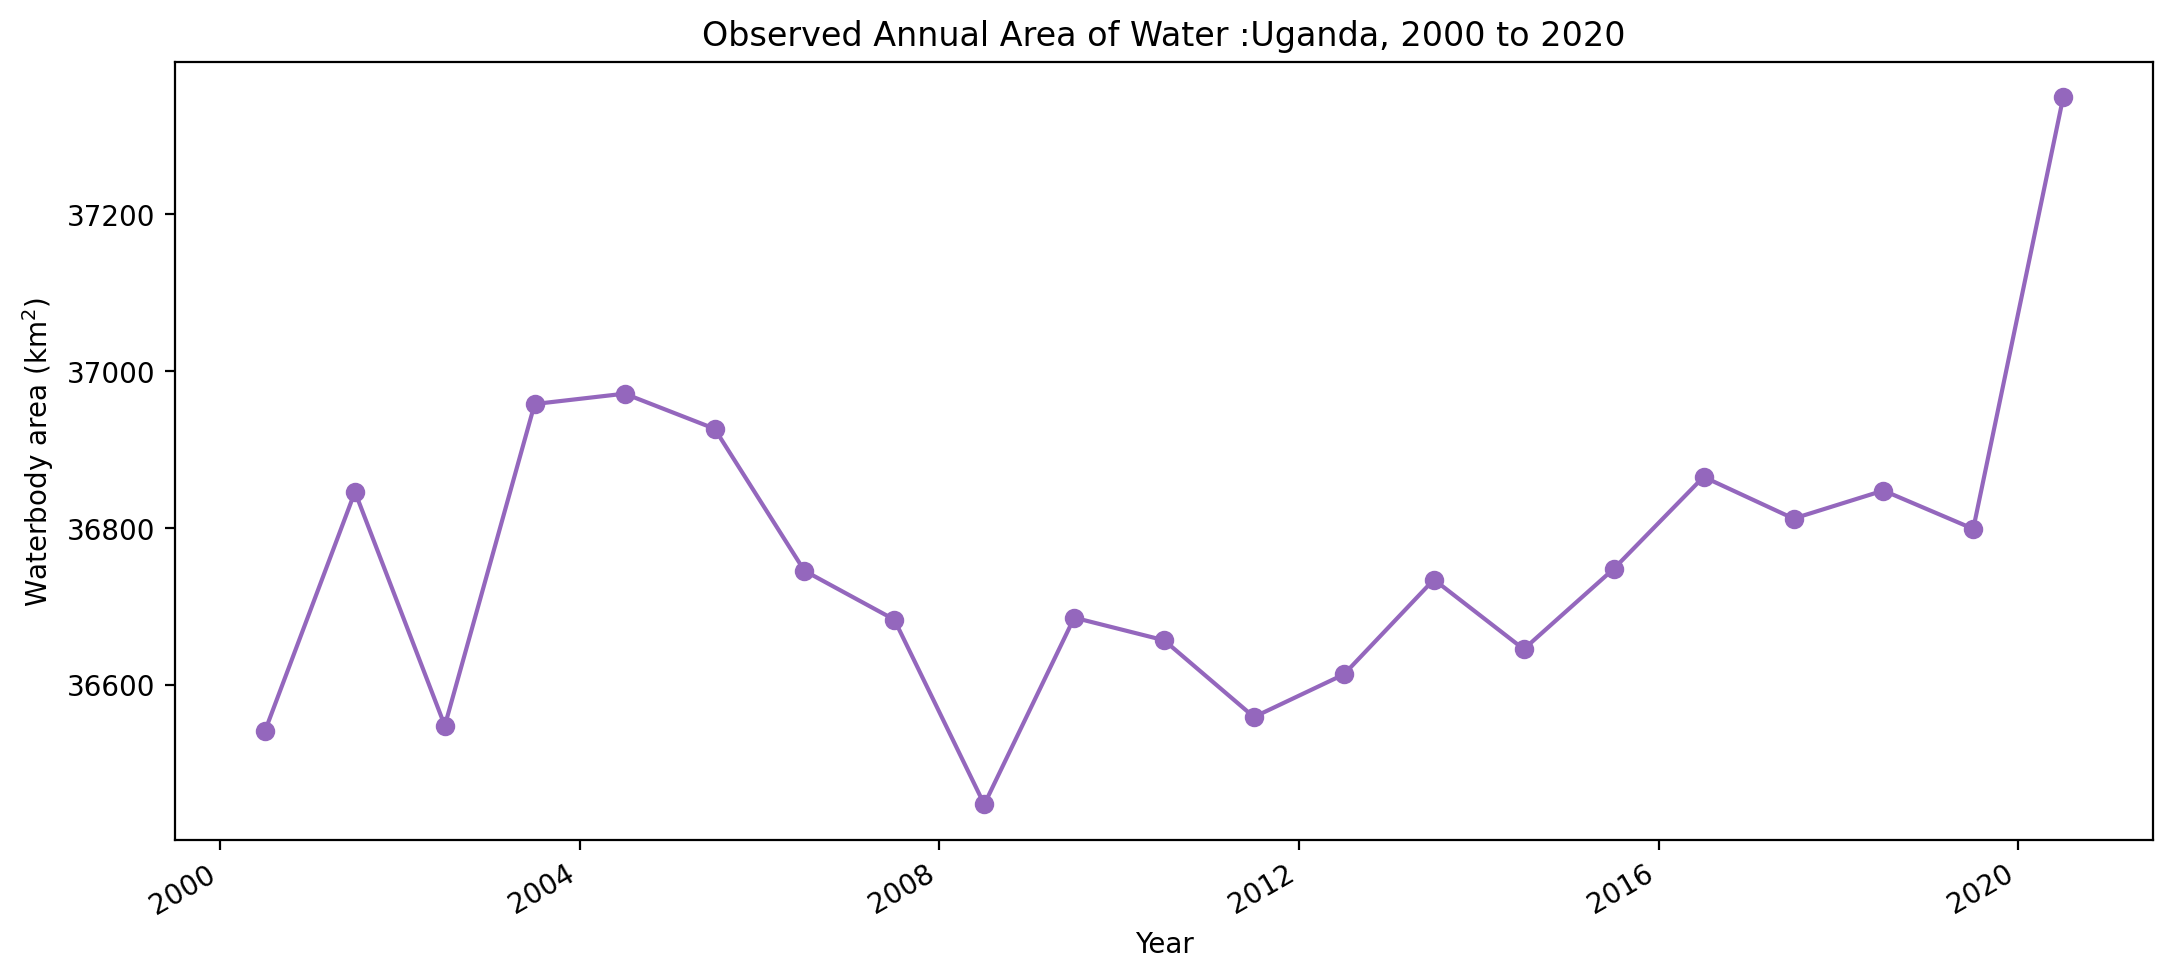 Observed Annual Area of Water :Uganda, 2000 to 2020
Waterbody area (km²)
37200
37000
36800
36600
2000 2004 2008 2012 2016 2020
Year